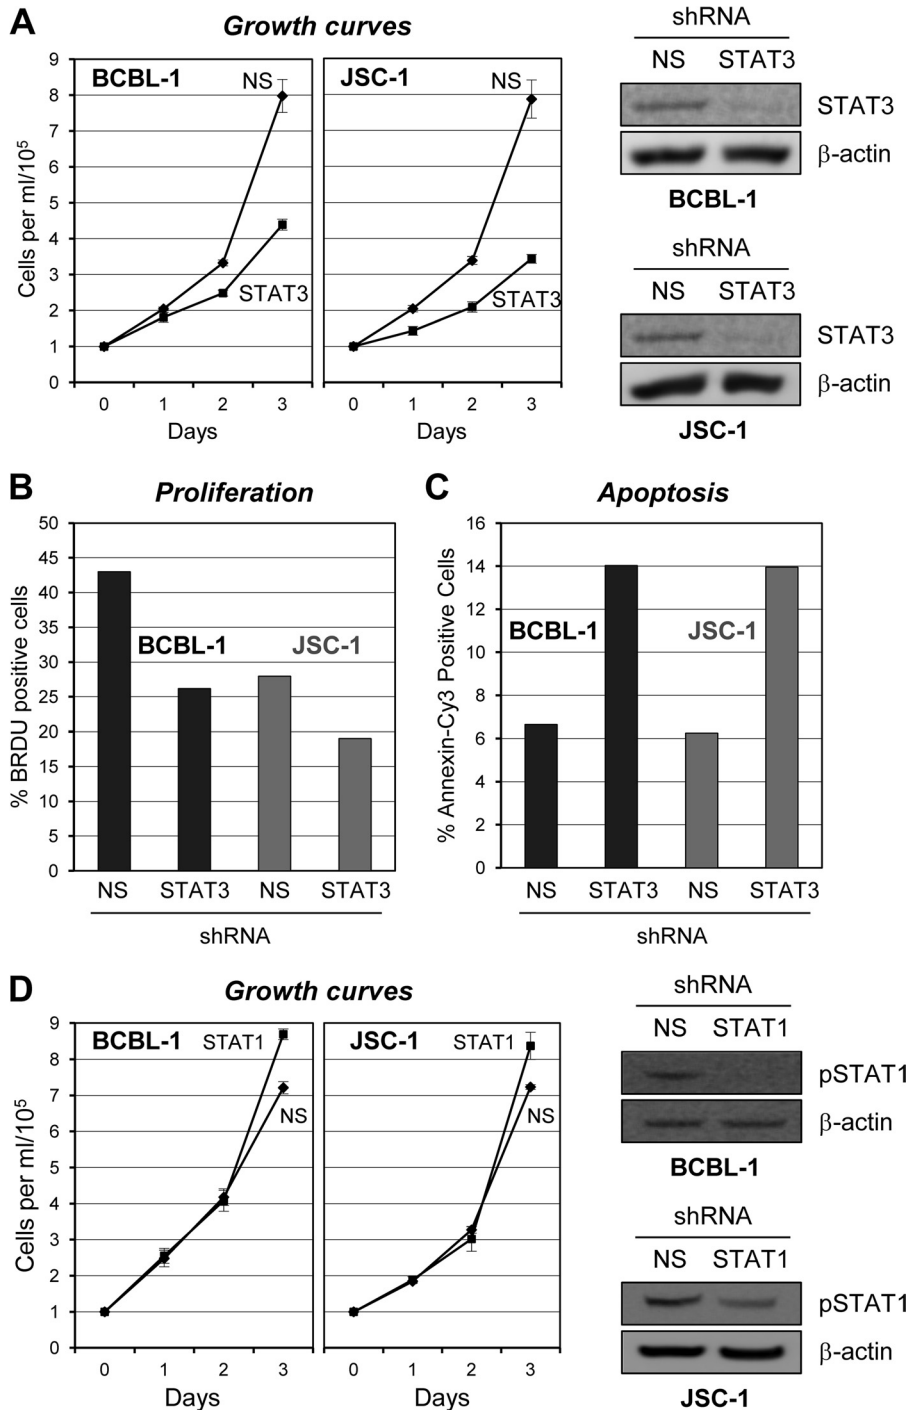 A
Growth curves
BCBL-1
NS
STAT3
JSC-1
NS
STAT3
Cells per ml/10⁵
9
8
7
6
5
4
3
2
1
0
0 1 2 3
0 1 2 3
Days
Days
shRNA
NS STAT3
STAT3
β-actin
BCBL-1
shRNA
NS STAT3
STAT3
β-actin
JSC-1
B
Proliferation
% BRDU positive cells
50
45
40
35
30
25
20
15
10
5
0
BCBL-1
JSC-1
NS STAT3 NS STAT3
shRNA
C
Apoptosis
% Annexin-Cy3 Positive Cells
16
14
12
10
8
6
4
2
0
BCBL-1
JSC-1
NS STAT3 NS STAT3
shRNA
D
Growth curves
BCBL-1
STAT1
NS
JSC-1
STAT1
NS
Cells per ml/10⁵
9
8
7
6
5
4
3
2
1
0
0 1 2 3
0 1 2 3
Days
Days
shRNA
NS STAT1
pSTAT1
β-actin
BCBL-1
shRNA
NS STAT1
pSTAT1
β-actin
JSC-1